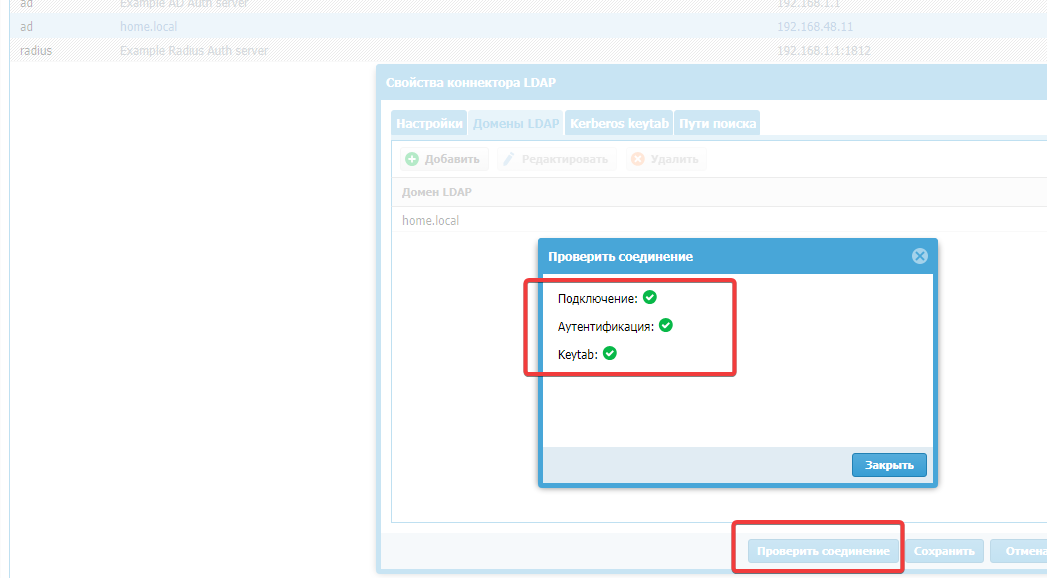 ad Example AD Auth server 192.168.1.1
ad home.local 192.168.48.11
radius Example Radius Auth server 192.168.1.1:1812
Свойства коннектора LDAP
Настройки Домены LDAP Kerberos keytab Пути поиска
Добавить Редактировать Удалить
Домен LDAP
home.local
Проверить соединение
Подключение:
Аутентификация:
Keytab:
Закрыть
Проверить соединение Сохранить Отмена